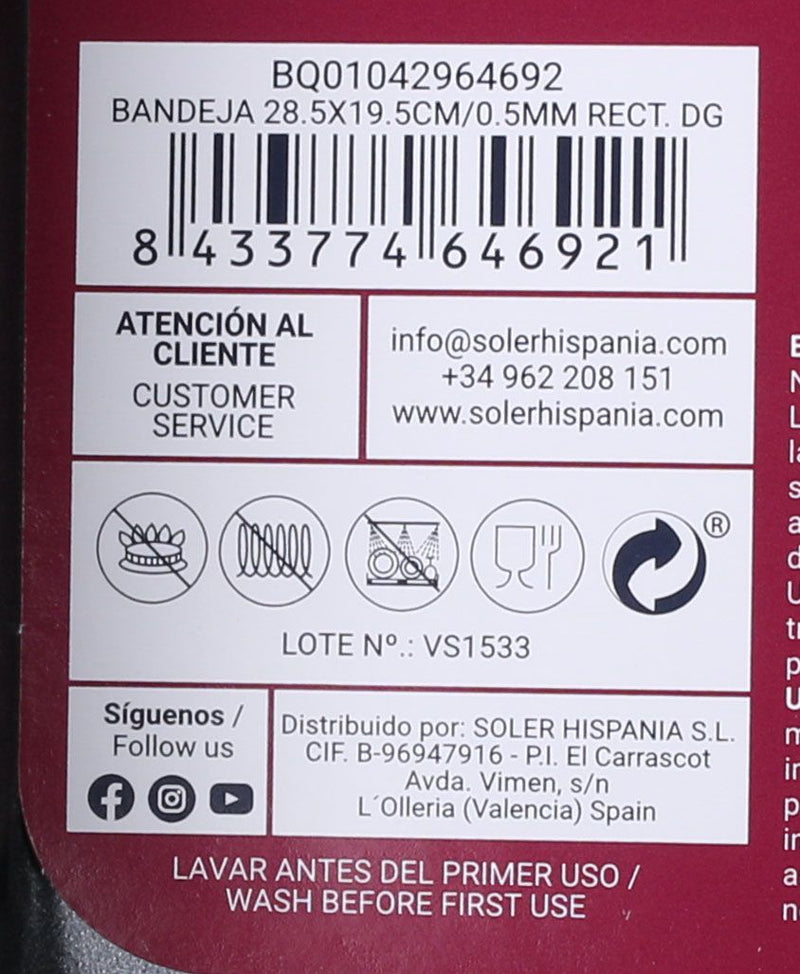 BQ01042964692
BANDEJA 28.5X19.5CM/0.5MM RECT. DG
8 433774 646921
ATENCIÓN AL
CLIENTE
CUSTOMER
SERVICE
info@solerhispania.com
+34 962 208 151
www.solerhispania.com
®
LOTE Nº.: VS1533
Síguenos /
Follow us
Distribuido por: SOLER HISPANIA S.L.
CIF. B-96947916 - P.I. El Carrascot
Avda. Vimen, s/n
L´Olleria (Valencia) Spain
LAVAR ANTES DEL PRIMER USO /
WASH BEFORE FIRST USE